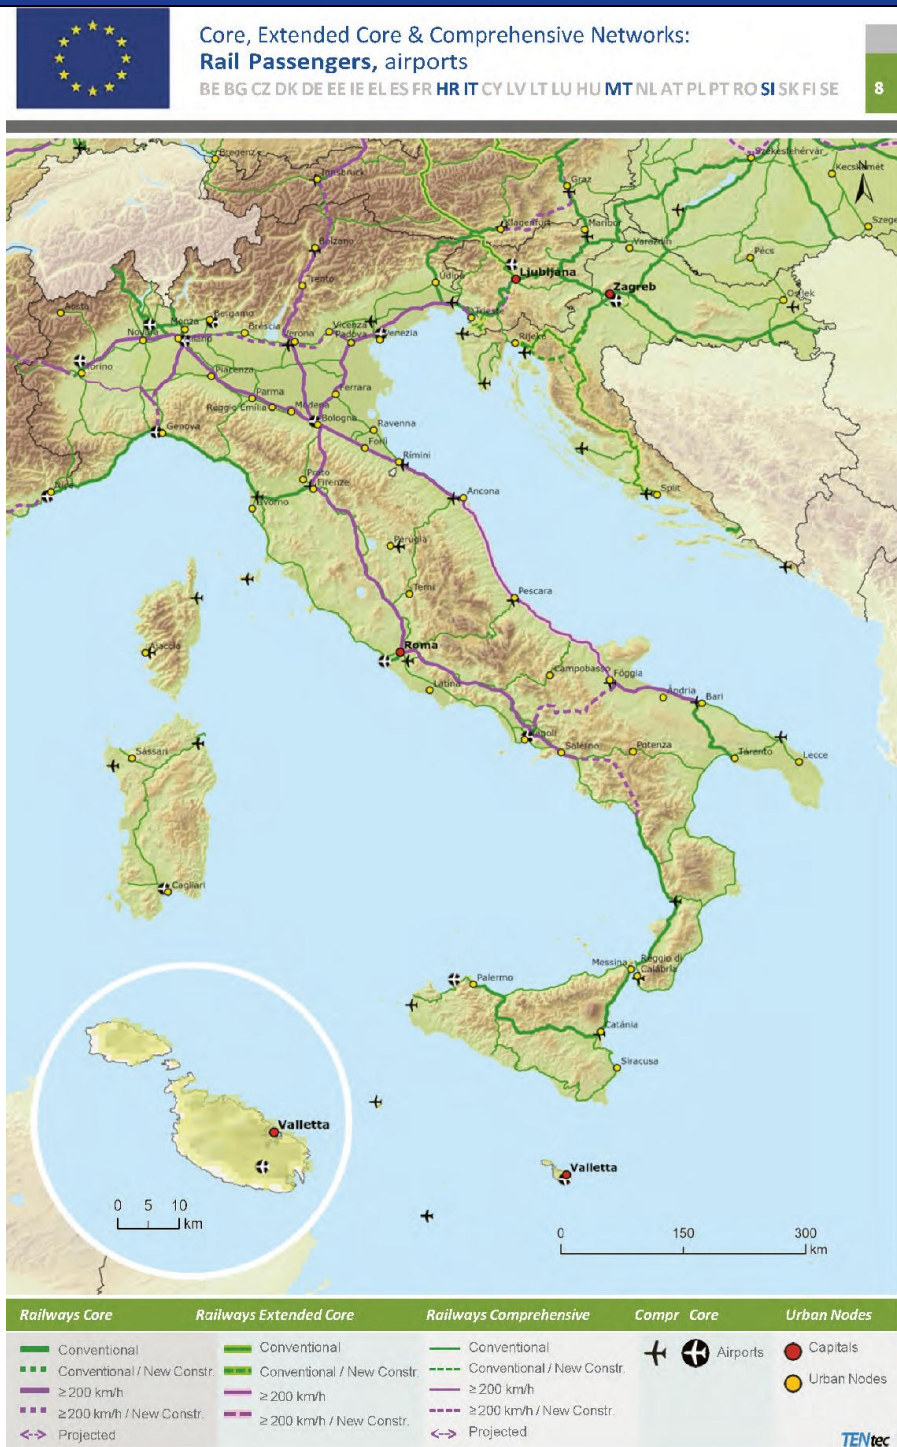 Core, Extended Core & Comprehensive Networks:
Rail Passengers, airports
BE BG CZ DK DE EE IE EL ES FR HR IT CY LV LT LU HU MT NL AT PL PT RO SI SK FI SE
8
Bregenz
Innsbruck
Székesfehérvár
Kecskemét
N
Graz
Klagenfurt
Maribor
Bolzano
Varaždin
Pécs
Trento
Udine
Ljubljana
Zagreb
Osijek
Aosta
Bergamo
Monza
Novara
Milano
Brescia
Verona
Vicenza
Padova
Venezia
Trieste
Rijeka
Torino
Piacenza
Parma
Ferrara
Reggio Emilia
Modena
Bologna
Ravenna
Genova
Forlì
Rímini
Prato
Firenze
Nice
Livorno
Ancona
Split
Perugia
Terni
Pescara
Ajaccio
Roma
Campobasso
Fóggia
Latina
Ándria
Bari
Napoli
Salerno
Potenza
Táranto
Lecce
Sássari
Cagliari
Messina
Reggio di
Calábria
Palermo
Catánia
Siracusa
Valletta
Valletta
0 5 10
km
0 150 300
km
Railways Core
Conventional
Conventional / New Constr.
≥ 200 km/h
≥200 km/h / New Constr.
Projected
Railways Extended Core
Conventional
Conventional / New Constr.
≥ 200 km/h
≥ 200 km/h / New Constr.
Railways Comprehensive
Conventional
Conventional / New Constr.
≥ 200 km/h
≥200 km/h / New Constr.
Projected
Compr Core
Airports
Urban Nodes
Capitals
Urban Nodes
TENtec